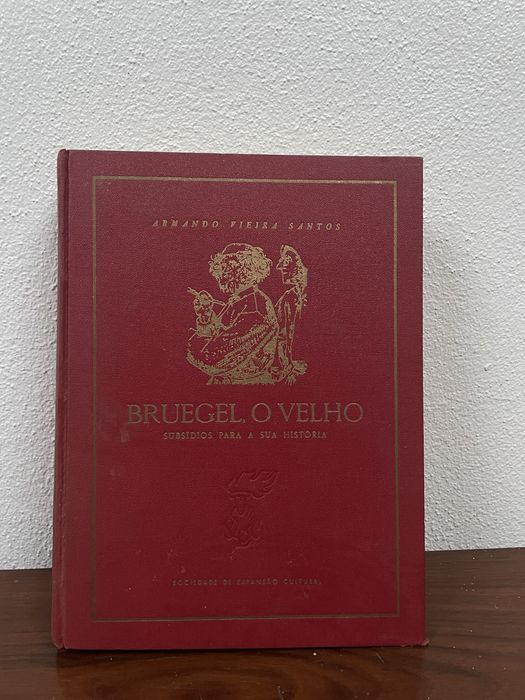 ARMANDO VIEIRA SANTOS
BRUEGEL, O VELHO
SUBSÍDIOS PARA A SUA HISTÓRIA
SOCIEDADE DE EXPANSÃO CULTURAL